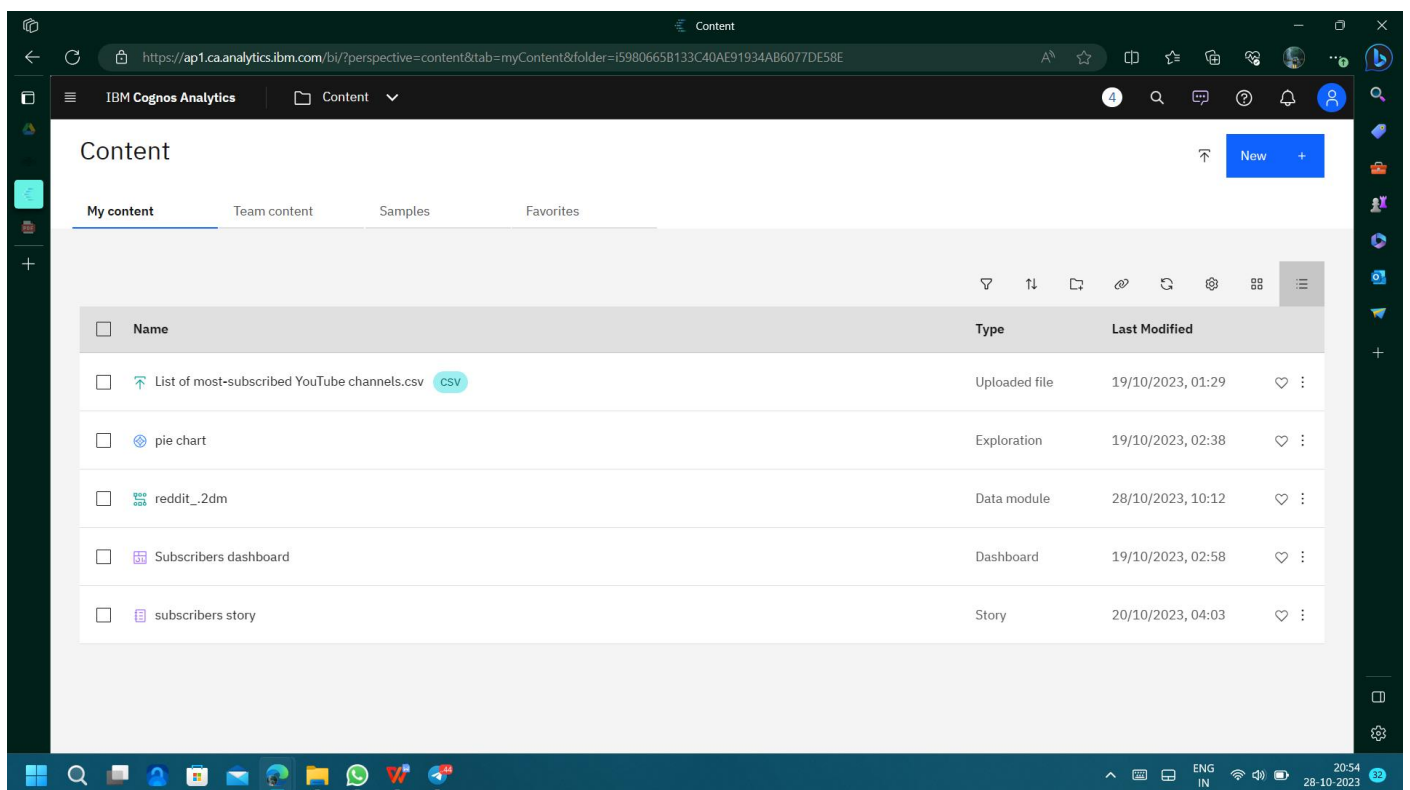 Content
https://ap1.ca.analytics.ibm.com/bi/?perspective=content&tab=myContent&folder=i5980665B133C40AE91934AB6077DE58E
IBM Cognos Analytics Content 4
Content
New +
My content Team content Samples Favorites
Name Type Last Modified
List of most-subscribed YouTube channels.csv CSV Uploaded file 19/10/2023, 01:29
pie chart Exploration 19/10/2023, 02:38
reddit_.2dm Data module 28/10/2023, 10:12
Subscribers dashboard Dashboard 19/10/2023, 02:58
subscribers story Story 20/10/2023, 04:03
44
ENG
IN
20:54
28-10-2023
32